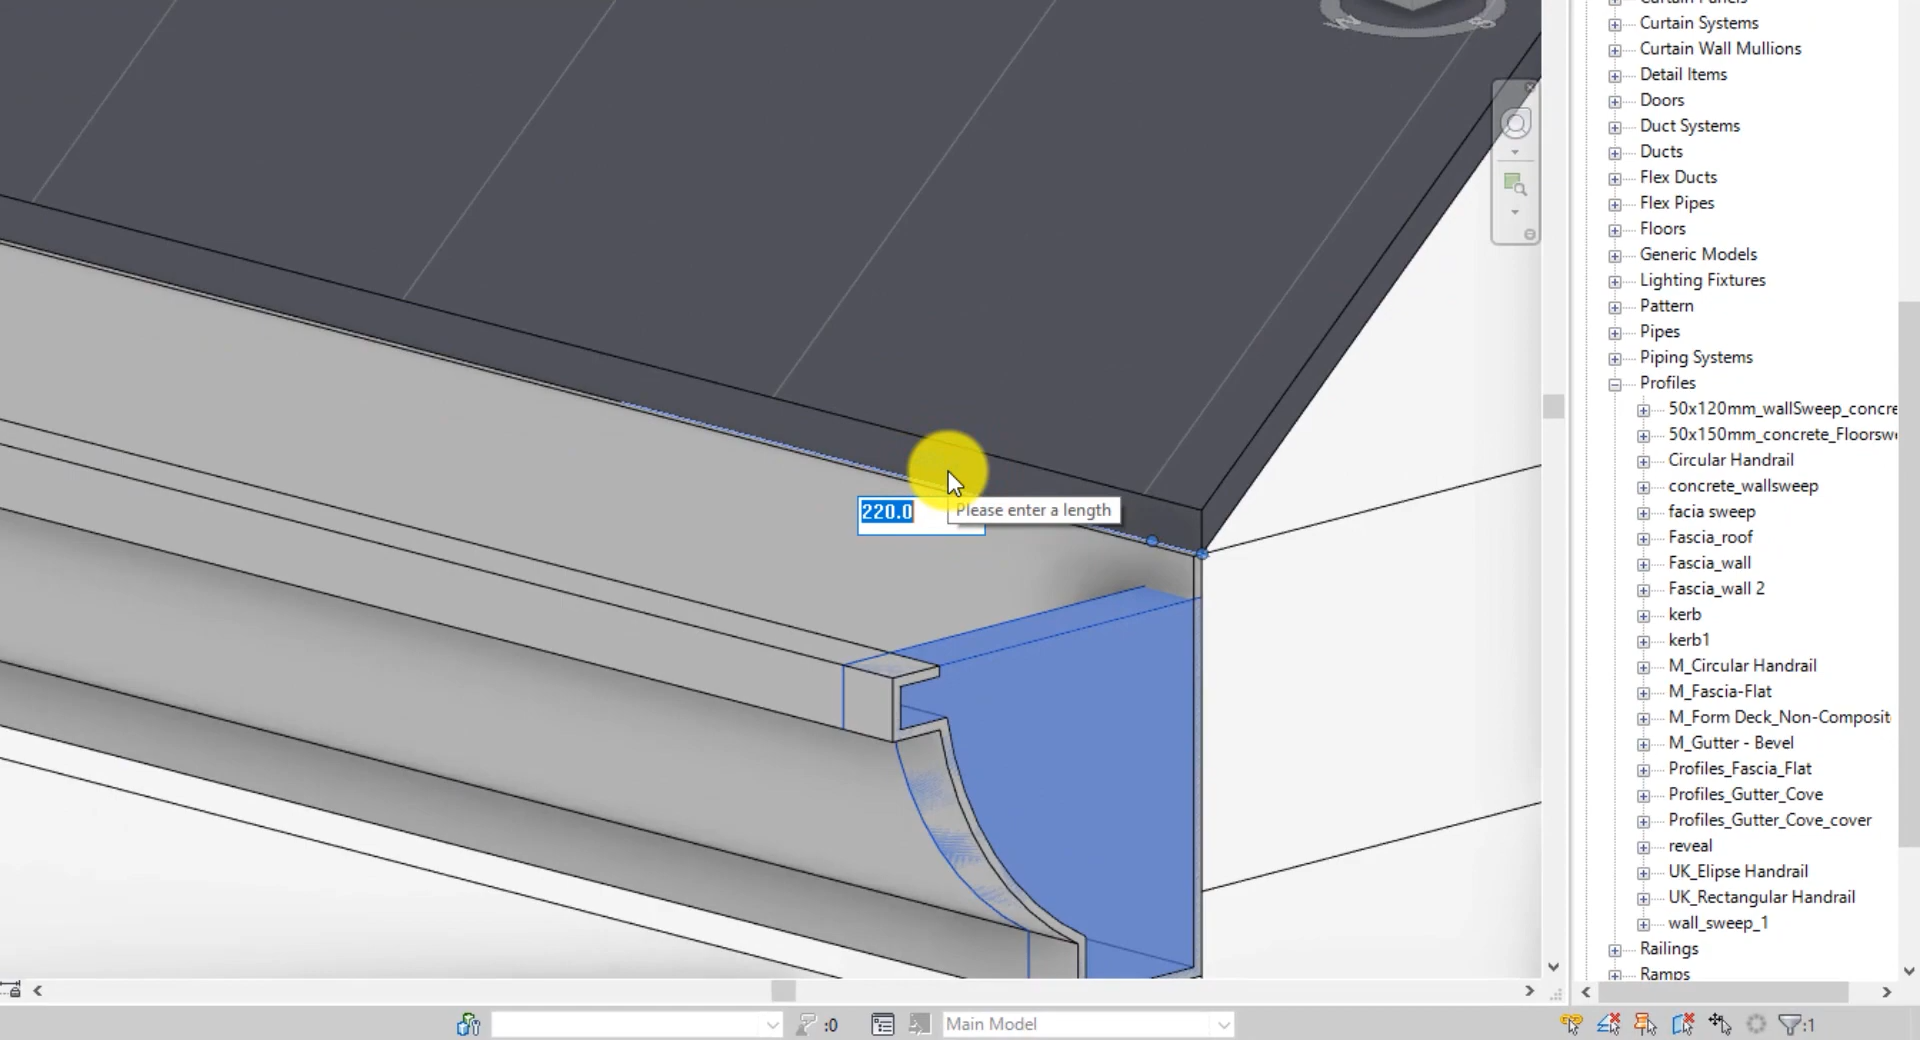 Curtain Panels
Curtain Systems
Curtain Wall Mullions
Detail Items
Doors
Duct Systems
Ducts
Flex Ducts
Flex Pipes
Floors
Generic Models
Lighting Fixtures
Pattern
Pipes
Piping Systems
Profiles
50x120mm_wallSweep_concre
50x150mm_concrete_Floorswe
Circular Handrail
concrete_wallsweep
facia sweep
Fascia_roof
Fascia_wall
Fascia_wall 2
kerb
kerb1
M_Circular Handrail
M_Fascia-Flat
M_Form Deck_Non-Composit
M_Gutter - Bevel
Profiles_Fascia_Flat
Profiles_Gutter_Cove
Profiles_Gutter_Cove_cover
reveal
UK_Elipse Handrail
UK_Rectangular Handrail
wall_sweep_1
Railings
Ramps
220.0
Please enter a length
:0
Main Model
:1